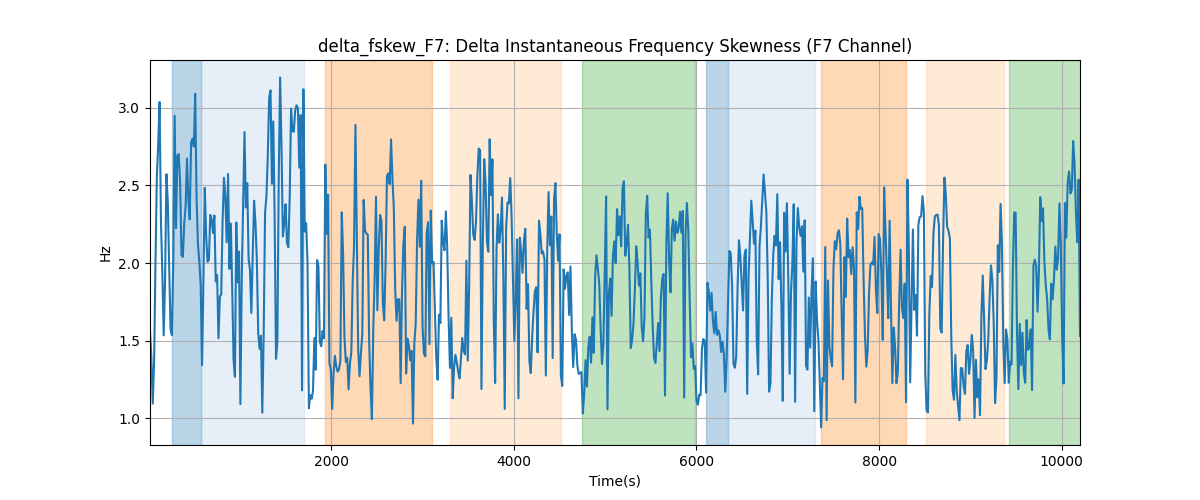 delta_fskew_F7: Delta Instantaneous Frequency Skewness (F7 Channel)
3.0
2.5
2.0
1.5
1.0
Hz
2000 4000 6000 8000 10000
Time(s)